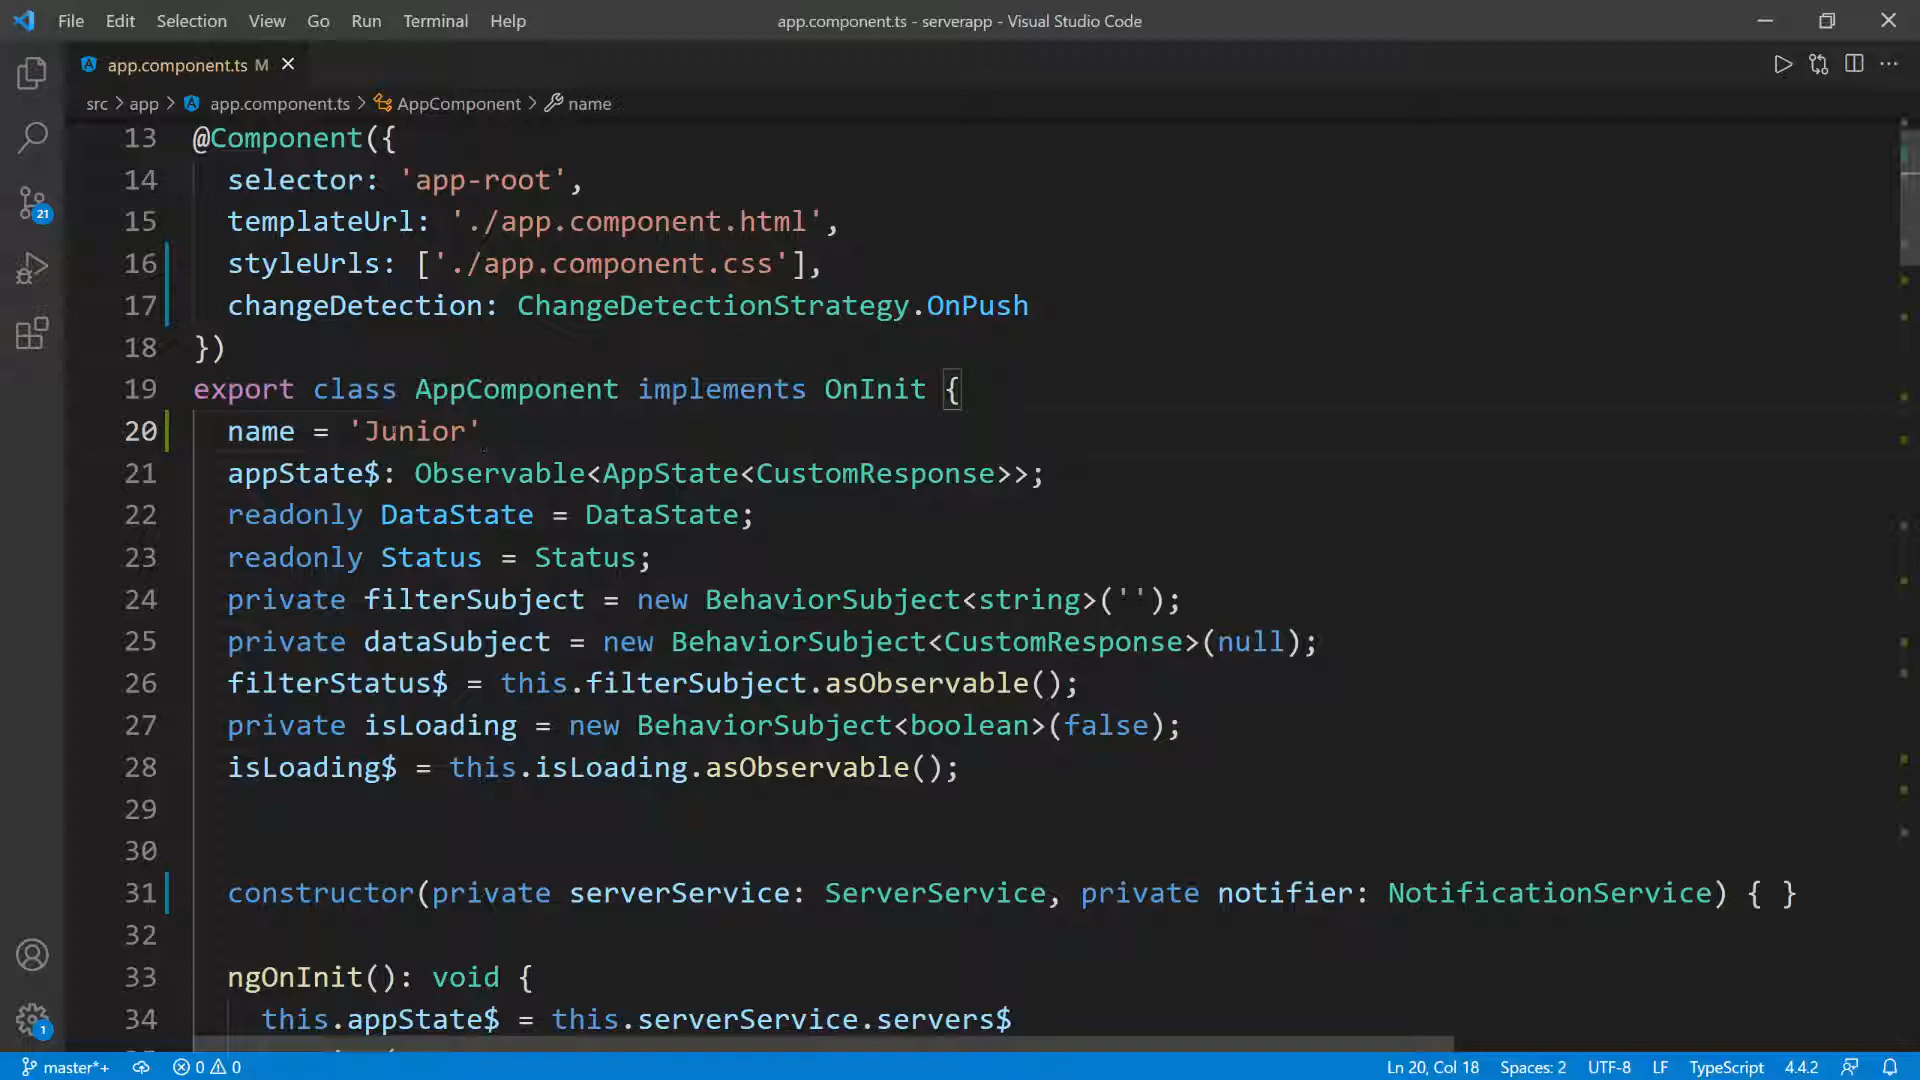 File Edit Selection View Go Run Terminal Help app.component.ts - serverapp - Visual Studio Code
app.component.ts M
src > app > app.component.ts > AppComponent > name
13 @Component({
14 selector: 'app-root',
15 templateUrl: './app.component.html',
16 styleUrls: ['./app.component.css'],
17 changeDetection: ChangeDetectionStrategy.OnPush
18 })
19 export class AppComponent implements OnInit {
20 name = 'Junior'
21 appState$: Observable<AppState<CustomResponse>>;
22 readonly DataState = DataState;
23 readonly Status = Status;
24 private filterSubject = new BehaviorSubject<string>('');
25 private dataSubject = new BehaviorSubject<CustomResponse>(null);
26 filterStatus$ = this.filterSubject.asObservable();
27 private isLoading = new BehaviorSubject<boolean>(false);
28 isLoading$ = this.isLoading.asObservable();
29
30
31 constructor(private serverService: ServerService, private notifier: NotificationService) { }
32
33 ngOnInit(): void {
34 this.appState$ = this.serverService.servers$
21
1
master*+ 0 0 Ln 20, Col 18 Spaces: 2 UTF-8 LF TypeScript 4.4.2